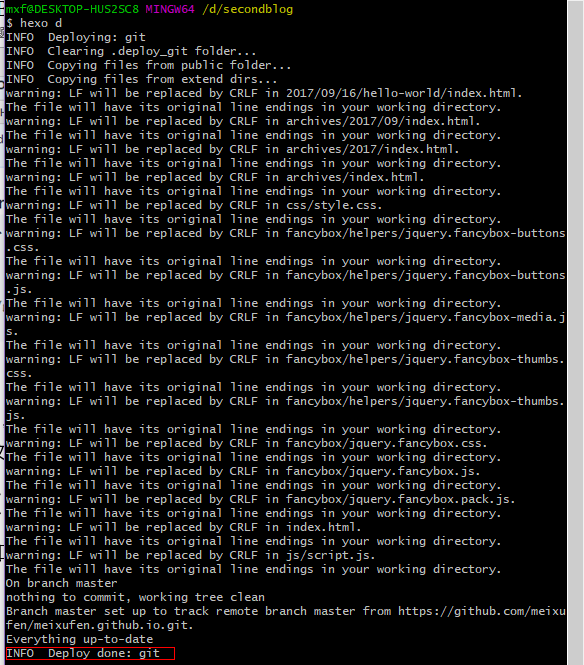 mxf@DESKTOP-HUS2SC8 MINGW64 /d/secondblog
$ hexo d
INFO  Deploying: git
INFO  Clearing .deploy_git folder...
INFO  Copying files from public folder...
INFO  Copying files from extend dirs...
warning: LF will be replaced by CRLF in 2017/09/16/hello-world/index.html.
The file will have its original line endings in your working directory.
warning: LF will be replaced by CRLF in archives/2017/09/index.html.
The file will have its original line endings in your working directory.
warning: LF will be replaced by CRLF in archives/2017/index.html.
The file will have its original line endings in your working directory.
warning: LF will be replaced by CRLF in archives/index.html.
The file will have its original line endings in your working directory.
warning: LF will be replaced by CRLF in css/style.css.
The file will have its original line endings in your working directory.
warning: LF will be replaced by CRLF in fancybox/helpers/jquery.fancybox-buttons
.css.
The file will have its original line endings in your working directory.
warning: LF will be replaced by CRLF in fancybox/helpers/jquery.fancybox-buttons
.js.
The file will have its original line endings in your working directory.
warning: LF will be replaced by CRLF in fancybox/helpers/jquery.fancybox-media.j
s.
The file will have its original line endings in your working directory.
warning: LF will be replaced by CRLF in fancybox/helpers/jquery.fancybox-thumbs.
css.
The file will have its original line endings in your working directory.
warning: LF will be replaced by CRLF in fancybox/helpers/jquery.fancybox-thumbs.
js.
The file will have its original line endings in your working directory.
warning: LF will be replaced by CRLF in fancybox/jquery.fancybox.css.
The file will have its original line endings in your working directory.
warning: LF will be replaced by CRLF in fancybox/jquery.fancybox.js.
The file will have its original line endings in your working directory.
warning: LF will be replaced by CRLF in fancybox/jquery.fancybox.pack.js.
The file will have its original line endings in your working directory.
warning: LF will be replaced by CRLF in index.html.
The file will have its original line endings in your working directory.
warning: LF will be replaced by CRLF in js/script.js.
The file will have its original line endings in your working directory.
On branch master
nothing to commit, working tree clean
Branch master set up to track remote branch master from https://github.com/meixu
fen/meixufen.github.io.git.
Everything up-to-date
INFO  Deploy done: git